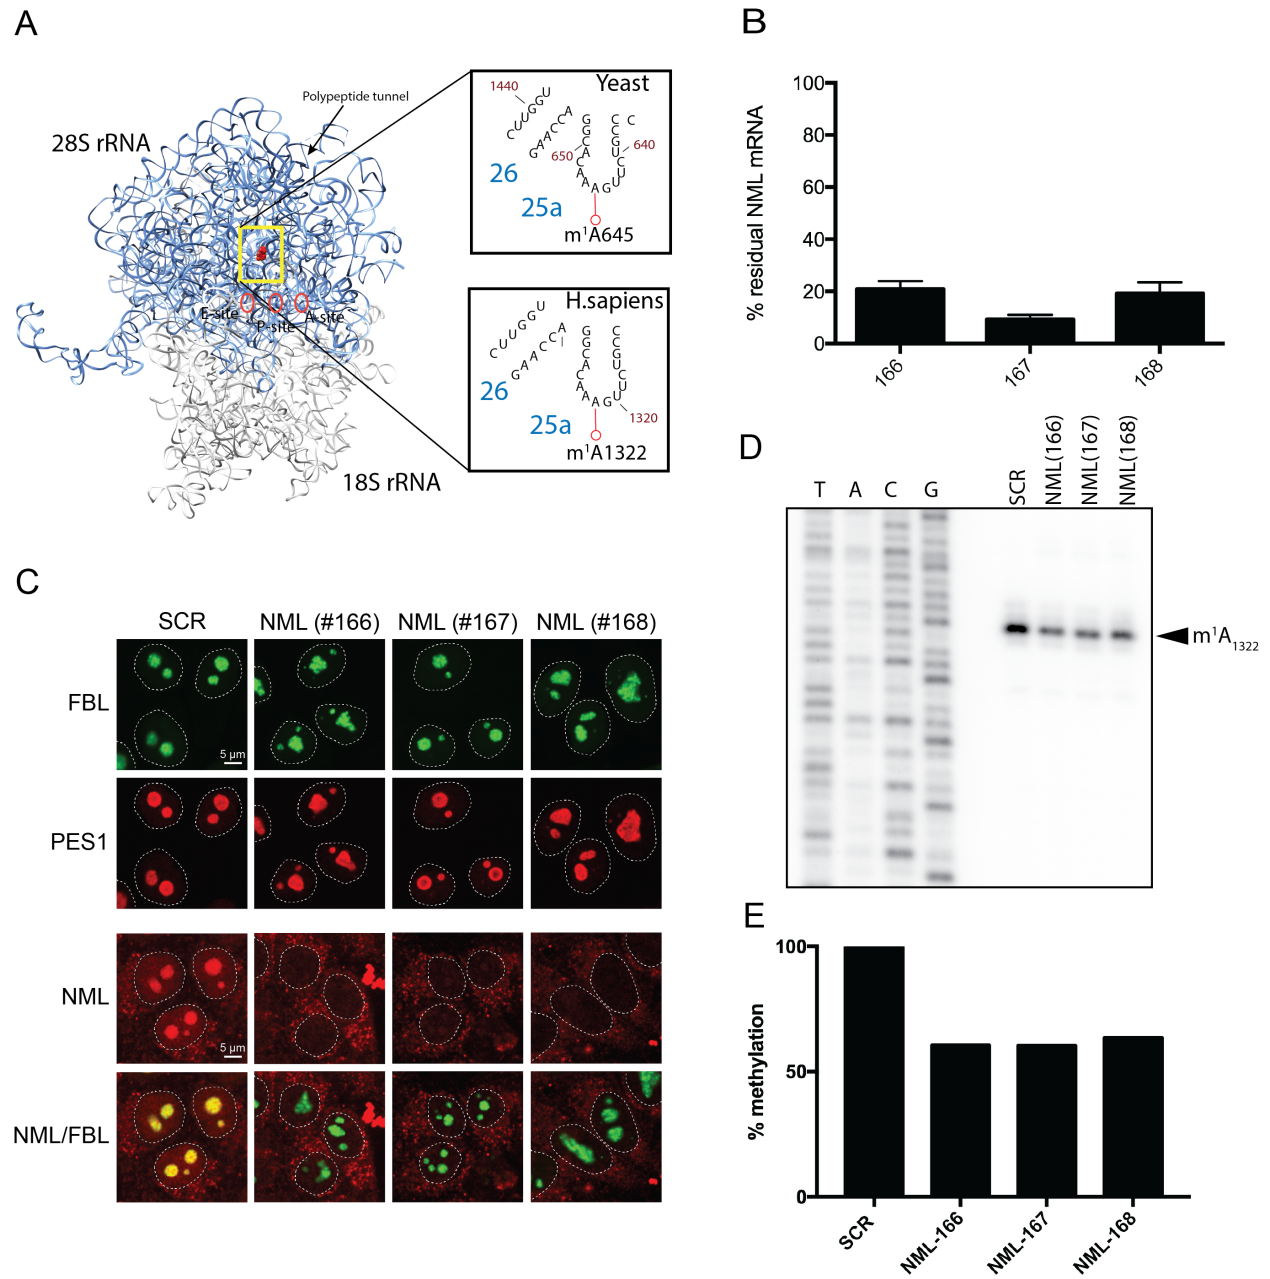 A
28S rRNA
Polypeptide tunnel
E-site
P-site
A-site
18S rRNA
Yeast
1440
C U U U G G U
G A A C C A
G G C A C A A A G U U C U G C C C
650
640
26
25a
m¹A645
H.sapiens
C U U G G U
G A A C C A
G G C A C A A A G U U C U G C C
26
25a
1320
m¹A1322
B
% residual NML mRNA
100
80
60
40
20
0
166
167
168
C
SCR
NML (#166)
NML (#167)
NML (#168)
FBL
5 µm
PES1
NML
5 µm
NML/FBL
D
T A C G
SCR
NML(166)
NML(167)
NML(168)
m¹A₁₃₂₂
E
% methylation
100
50
0
SCR
NML-166
NML-167
NML-168